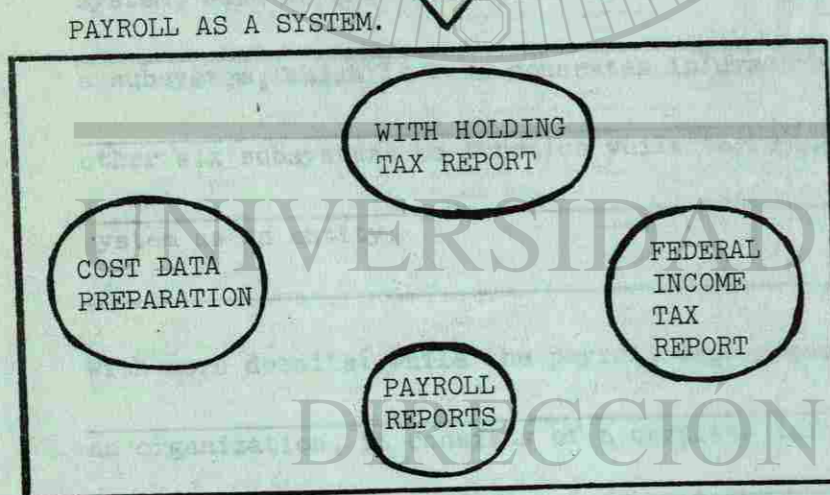 PAYROLL AS A SYSTEM.
WITH HOLDING
TAX REPORT
COST DATA
PREPARATION
FEDERAL
INCOME
TAX
REPORT
PAYROLL
REPORTS
UNIVERSIDAD
DIRECCIÓN